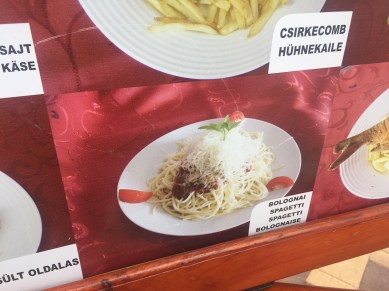 SAJT
KÄSE
CSIRKECOMB
HÜHNEKAILE
BOLOGNAI
SPAGETTI
SPAGETTI
BOLOGNAISE
SÜLT OLDALAS